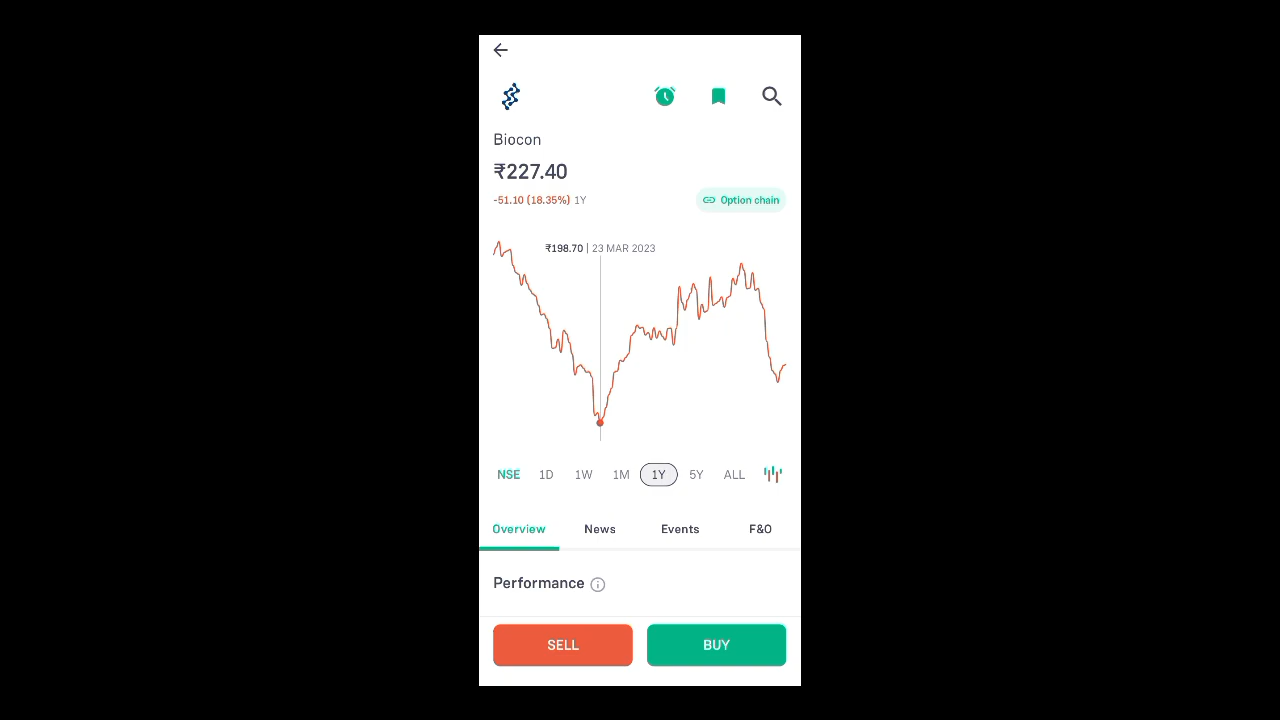 Biocon
₹227.40
-51.10 (18.35%) 1Y
Option chain
₹198.70 | 23 MAR 2023
NSE 1D 1W 1M 1Y 5Y ALL
Overview News Events F&O
Performance
SELL BUY